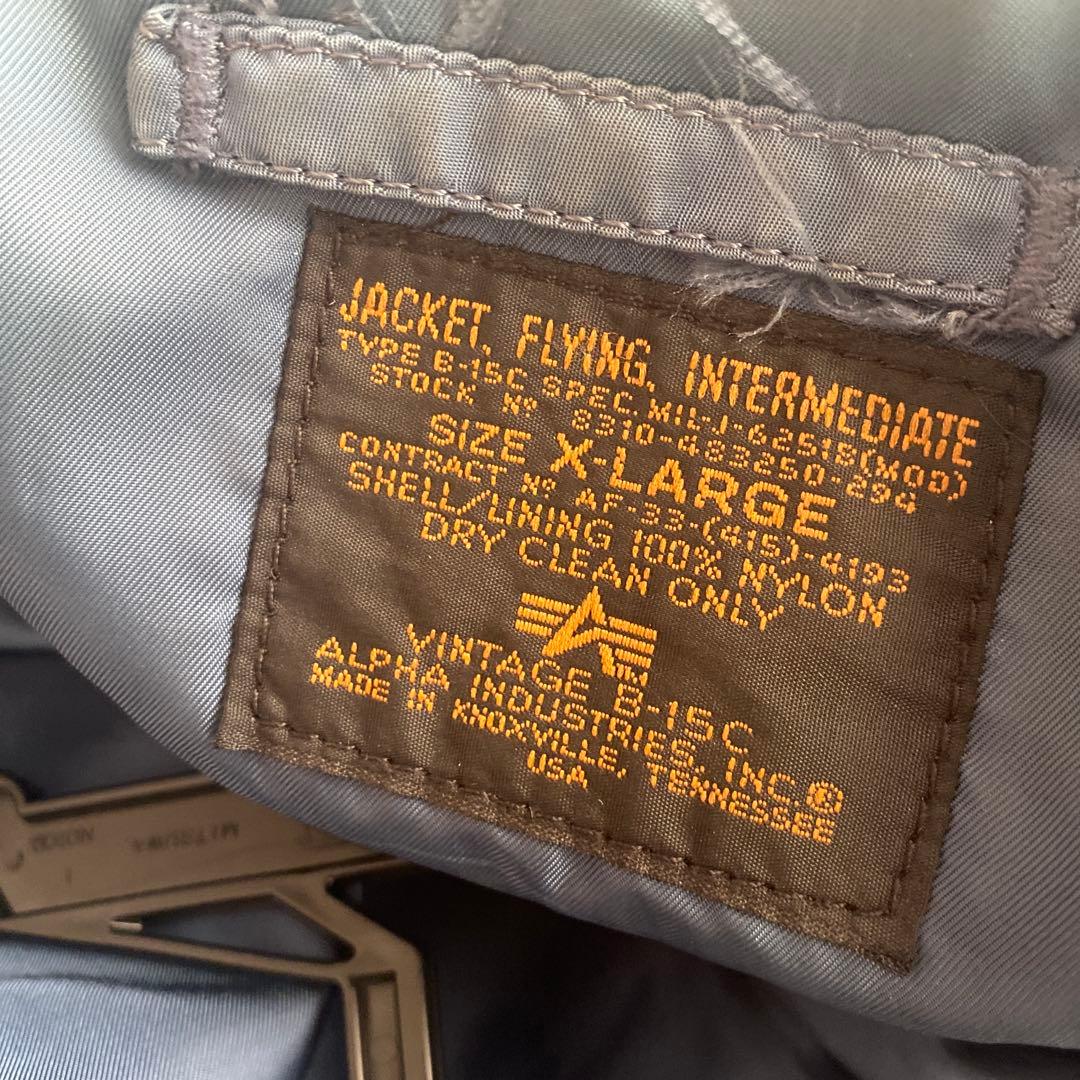 JACKET, FLYING, INTERMEDIATE
TYPE B-15C SPEC.MIL-J-6251B(MOD)
STOCK Nº 8310-483250-294
SIZE X-LARGE
CONTRACT Nº AF-33-(415)-4193
SHELL/LINING 100% NYLON
DRY CLEAN ONLY
VINTAGE B-15C
ALPHA INDUSTRIES, INC.®
MADE IN KNOXVILLE, TENNESSEE
USA